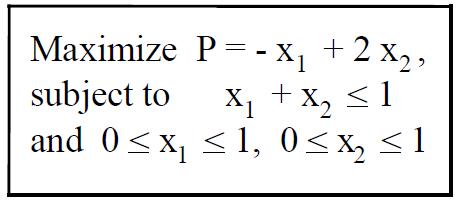 Maximize P = - x₁ + 2 x₂ ,
subject to x₁ + x₂ ≤ 1
and 0 ≤ x₁ ≤ 1, 0 ≤ x₂ ≤ 1